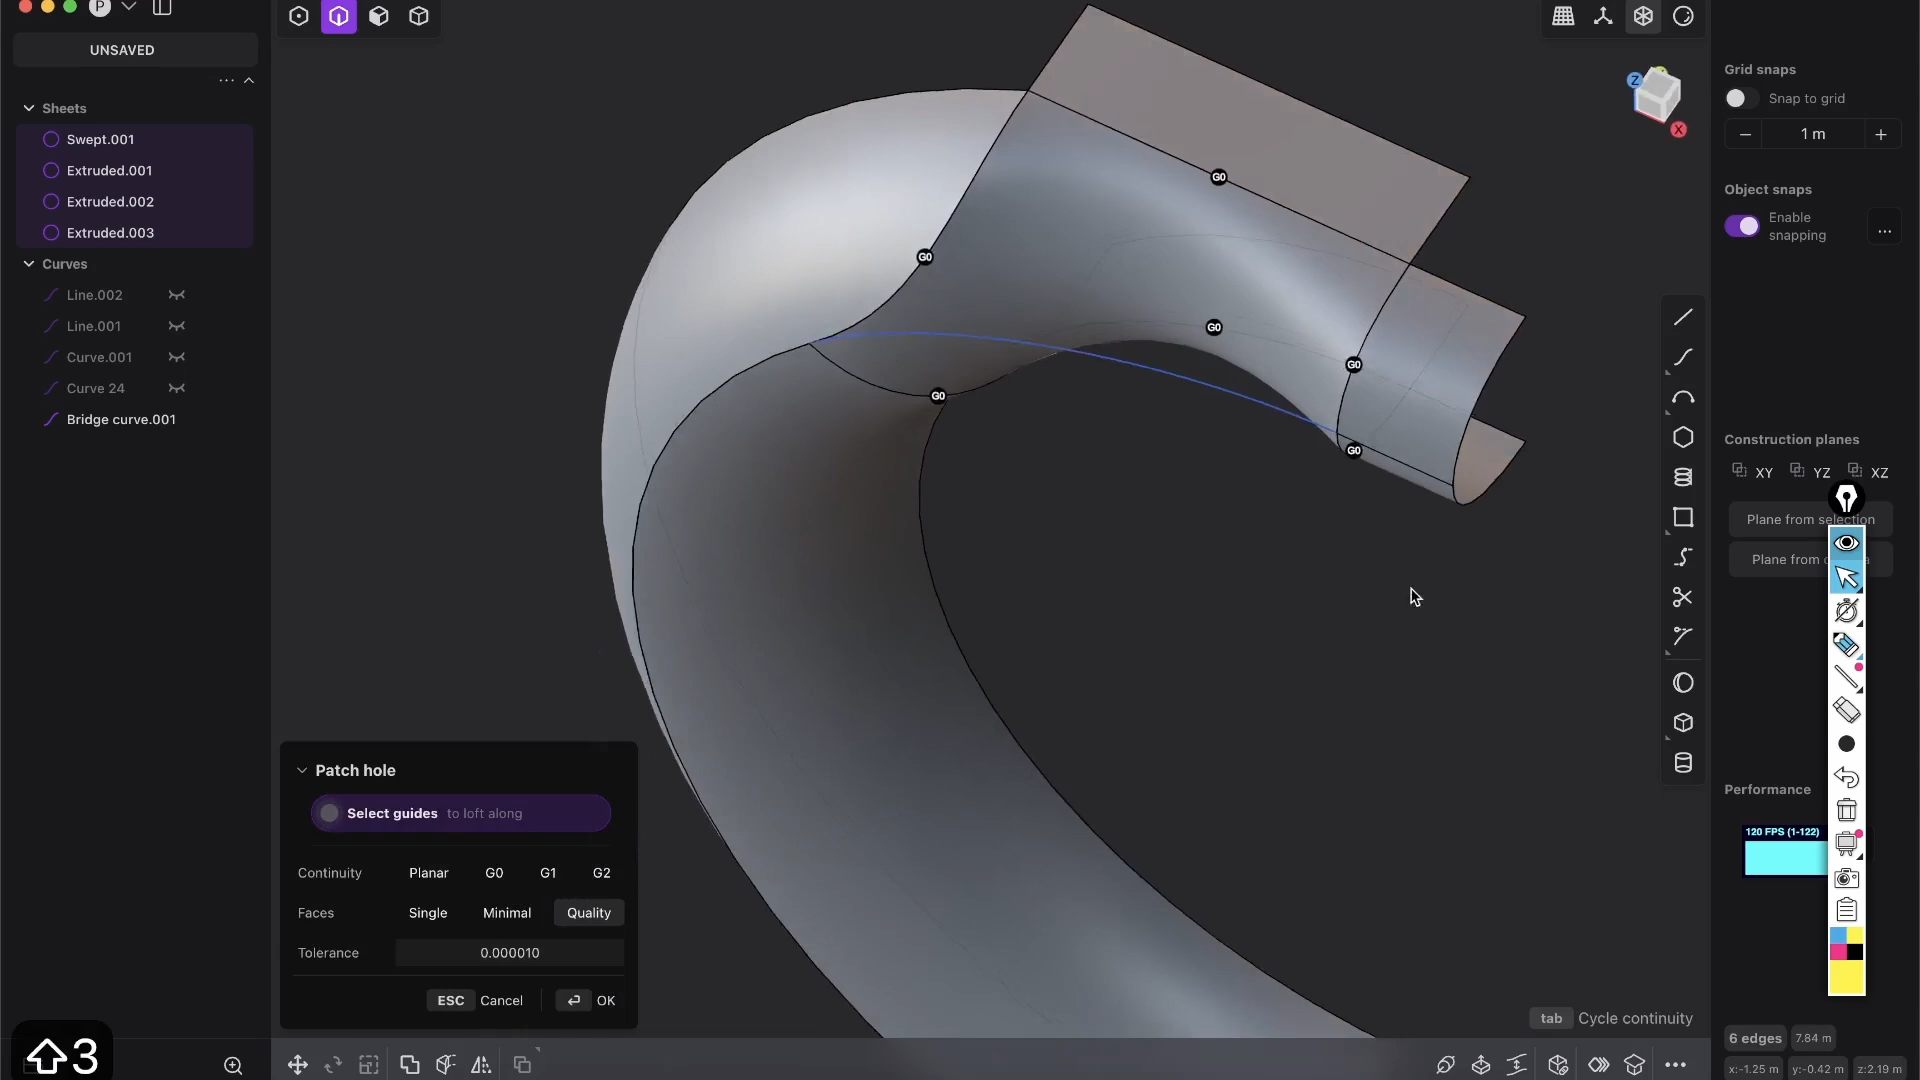 P
UNSAVED
Sheets
Swept.001
Extruded.001
Extruded.002
Extruded.003
Curves
Line.002
Line.001
Curve.001
Curve 24
Bridge curve.001
G0
G0
G0
G0
G0
G0
Z
X
Patch hole
Select guides to loft along
Continuity Planar G0 G1 G2
Faces Single Minimal Quality
Tolerance 0.000010
ESC Cancel OK
3
Grid snaps
Snap to grid
1 m
Object snaps
Enable
snapping
Construction planes
XY YZ XZ
Plane from selection
Plane from
Performance
120 FPS (1-122)
tab Cycle continuity
6 edges 7.84 m
x:-1.25 m y:-0.42 m z:2.19 m